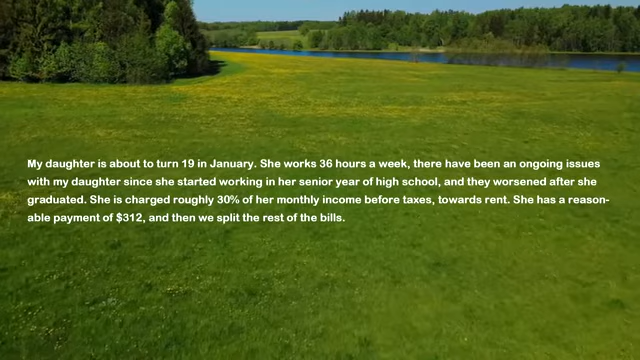 My daughter is about to turn 19 in January. She works 36 hours a week, there have been an ongoing issues
with my daughter since she started working in her senior year of high school, and they worsened after she
graduated. She is charged roughly 30% of her monthly income before taxes, towards rent. She has a reason-
able payment of $312, and then we split the rest of the bills.